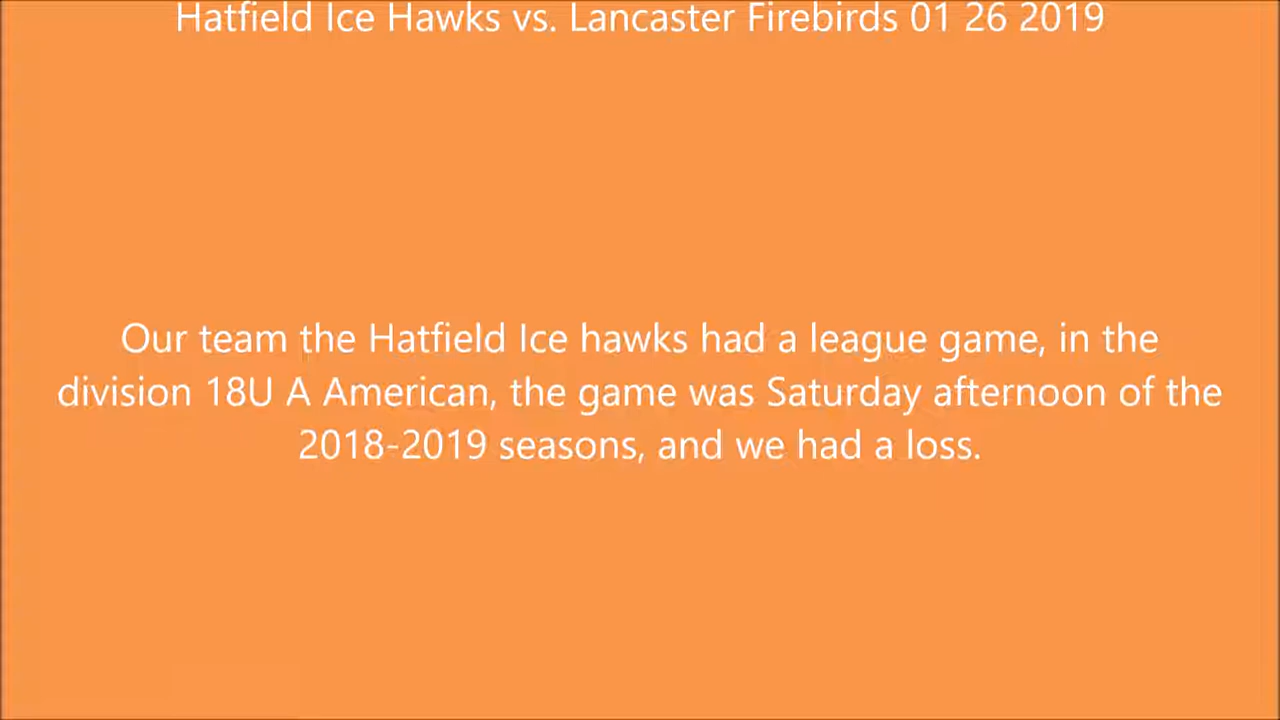 Hatfield Ice Hawks vs. Lancaster Firebirds 01 26 2019
Our team the Hatfield Ice hawks had a league game, in the
division 18U A American, the game was Saturday afternoon of the
2018-2019 seasons, and we had a loss.